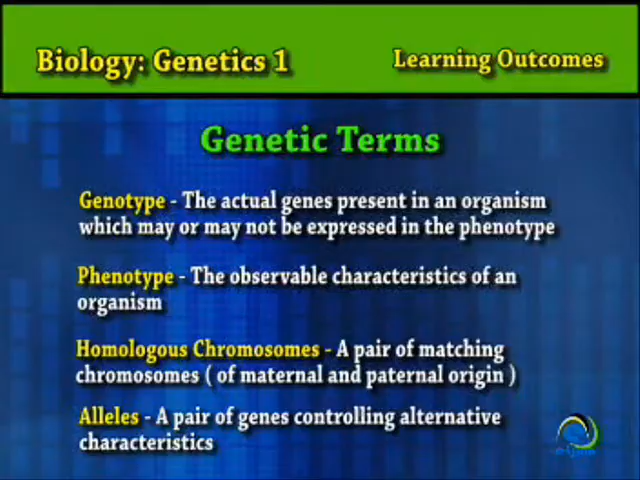 Biology: Genetics 1
Learning Outcomes
Genetic Terms
Genotype - The actual genes present in an organism
which may or may not be expressed in the phenotype
Phenotype - The observable characteristics of an
organism
Homologous Chromosomes - A pair of matching
chromosomes ( of maternal and paternal origin )
Alleles - A pair of genes controlling alternative
characteristics